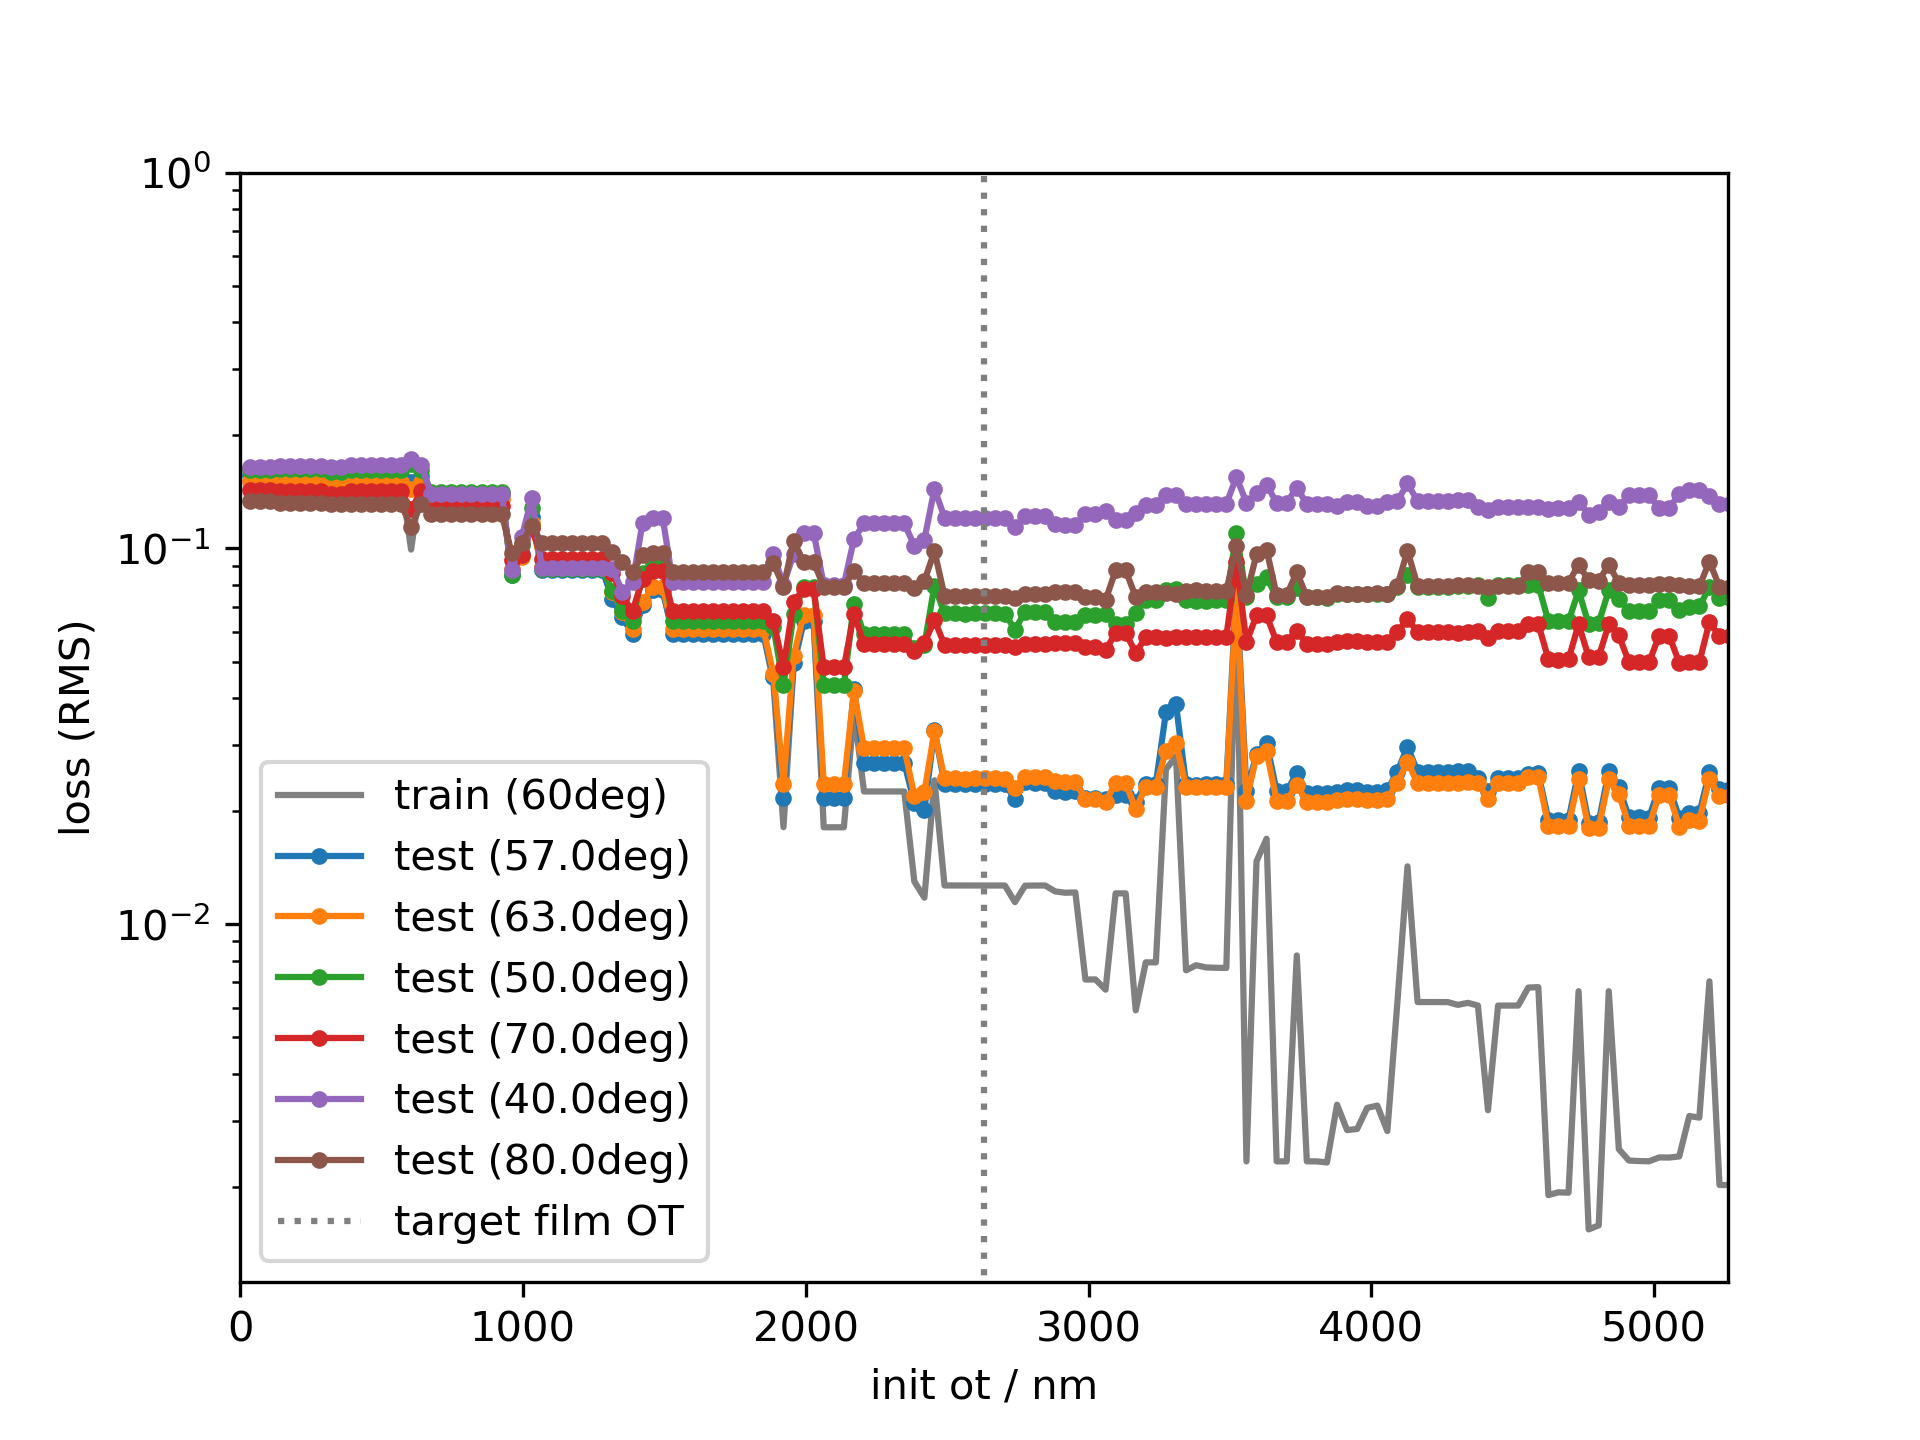 10⁰
10⁻¹
10⁻²
loss (RMS)
train (60deg)
test (57.0deg)
test (63.0deg)
test (50.0deg)
test (70.0deg)
test (40.0deg)
test (80.0deg)
target film OT
0 1000 2000 3000 4000 5000
init ot / nm